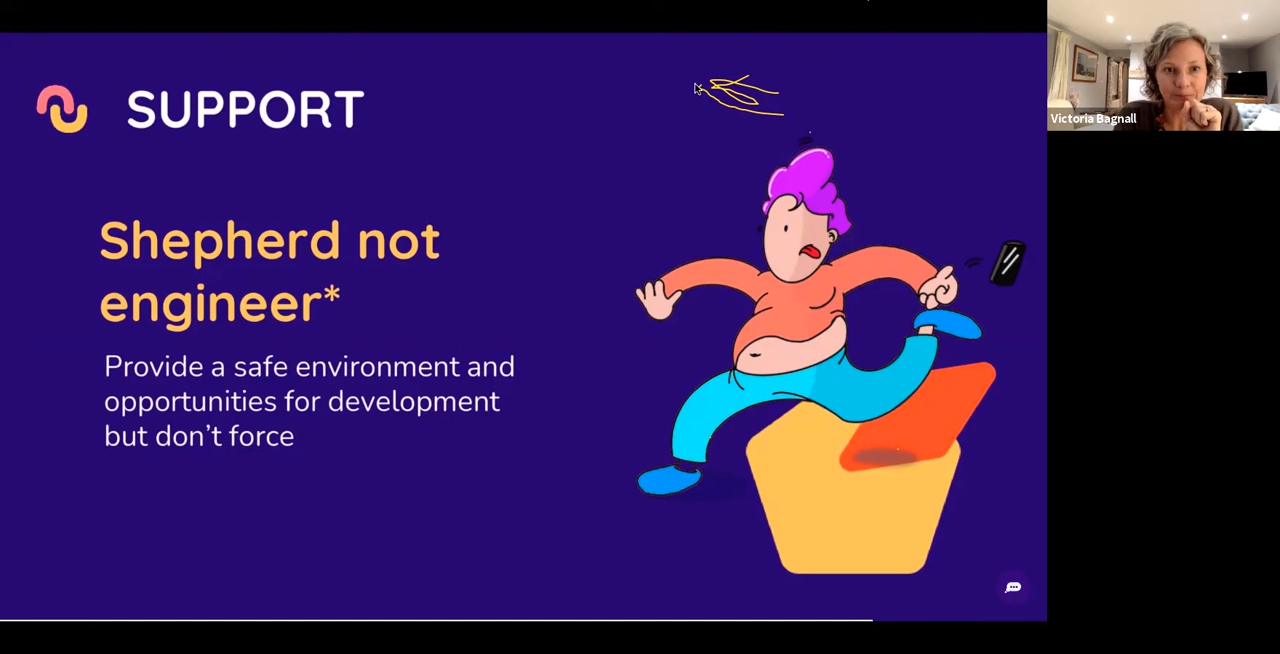 SUPPORT
Victoria Bagnall
Shepherd not
engineer*
Provide a safe environment and
opportunities for development
but don't force